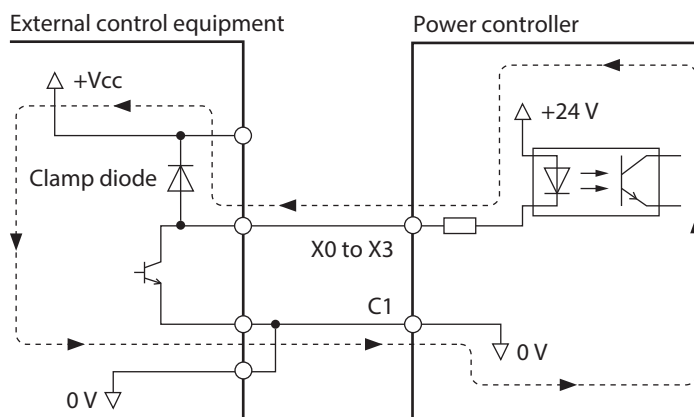 External control equipment
Power controller
+Vcc
+24 V
Clamp diode
X0 to X3
C1
0 V
0 V